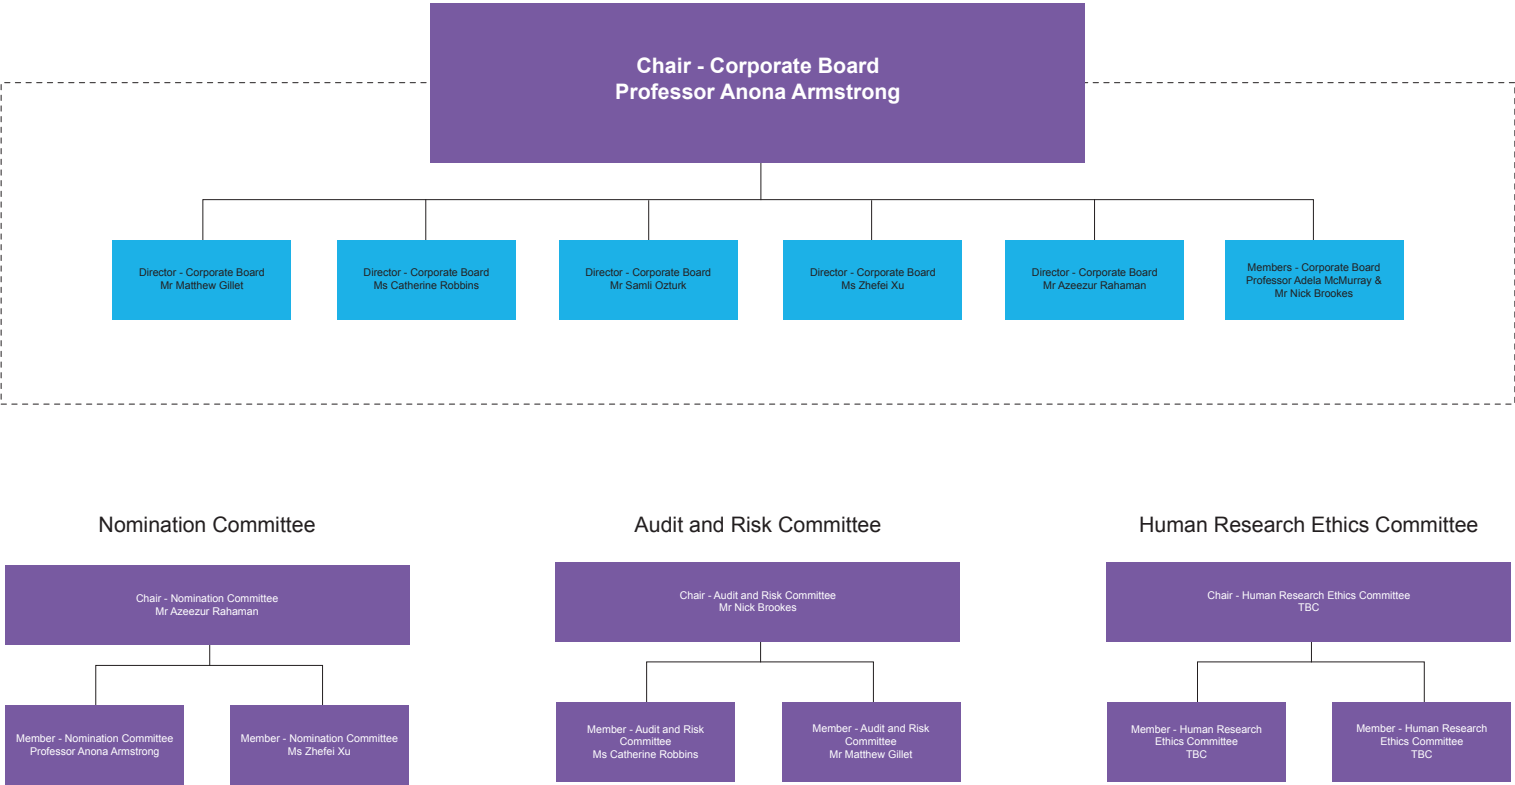 Chair - Corporate Board
Professor Anona Armstrong
Director - Corporate Board
Mr Matthew Gillet
Director - Corporate Board
Ms Catherine Robbins
Director - Corporate Board
Mr Samli Ozturk
Director - Corporate Board
Ms Zhefei Xu
Director - Corporate Board
Mr Azeezur Rahaman
Members - Corporate Board
Professor Adela McMurray &
Mr Nick Brookes
Nomination Committee
Chair - Nomination Committee
Mr Azeezur Rahaman
Member - Nomination Committee
Professor Anona Armstrong
Member - Nomination Committee
Ms Zhefei Xu
Audit and Risk Committee
Chair - Audit and Risk Committee
Mr Nick Brookes
Member - Audit and Risk
Committee
Ms Catherine Robbins
Member - Audit and Risk
Committee
Mr Matthew Gillet
Human Research Ethics Committee
Chair - Human Research Ethics Committee
TBC
Member - Human Research
Ethics Committee
TBC
Member - Human Research
Ethics Committee
TBC